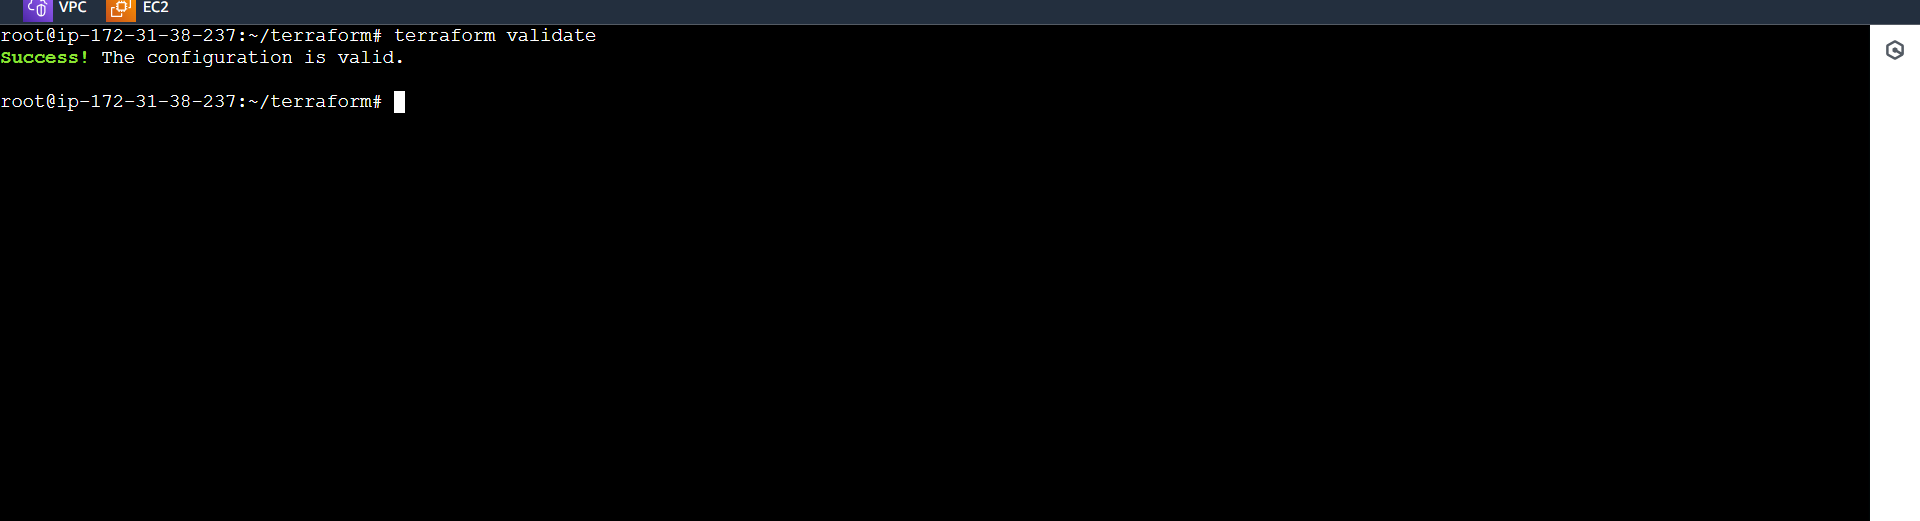 VPC EC2
root@ip-172-31-38-237:~/terraform# terraform validate
Success! The configuration is valid.
root@ip-172-31-38-237:~/terraform#